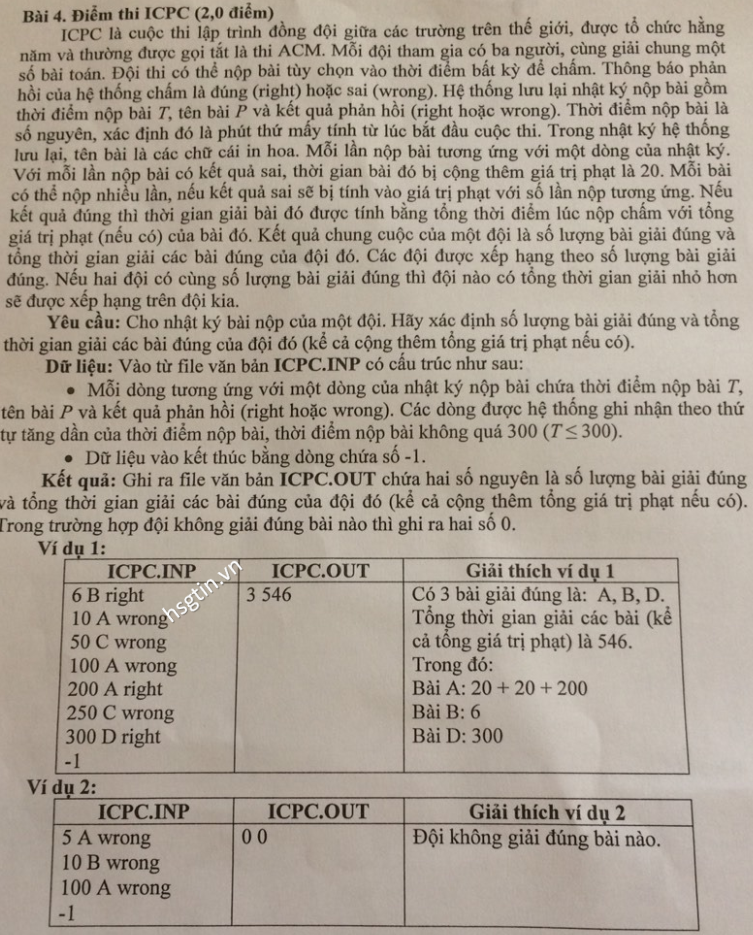 Bài 4. Điểm thi ICPC (2,0 điểm)
ICPC là cuộc thi lập trình đồng đội giữa các trường trên thế giới, được tổ chức hằng
năm và thường được gọi tắt là thi ACM. Mỗi đội tham gia có ba người, cùng giải chung một
số bài toán. Đội thi có thể nộp bài tùy chọn vào thời điểm bất kỳ để chấm. Thông báo phản
hồi của hệ thống chấm là đúng (right) hoặc sai (wrong). Hệ thống lưu lại nhật ký nộp bài gồm
thời điểm nộp bài T, tên bài P và kết quả phản hồi (right hoặc wrong). Thời điểm nộp bài là
số nguyên, xác định đó là phút thứ mấy tính từ lúc bắt đầu cuộc thi. Trong nhật ký hệ thống
lưu lại, tên bài là các chữ cái in hoa. Mỗi lần nộp bài tương ứng với một dòng của nhật ký.
Với mỗi lần nộp bài có kết quả sai, thời gian bài đó bị cộng thêm giá trị phạt là 20. Mỗi bài
có thể nộp nhiều lần, nếu kết quả sai sẽ bị tính vào giá trị phạt với số lần nộp tương ứng. Nếu
kết quả đúng thì thời gian giải bài đó được tính bằng tổng thời điểm lúc nộp chấm với tổng
giá trị phạt (nếu có) của bài đó. Kết quả chung cuộc của một đội là số lượng bài giải đúng và
tổng thời gian giải các bài đúng của đội đó. Các đội được xếp hạng theo số lượng bài giải
đúng. Nếu hai đội có cùng số lượng bài giải đúng thì đội nào có tổng thời gian giải nhỏ hơn
sẽ được xếp hạng trên đội kia.
Yêu cầu: Cho nhật ký bài nộp của một đội. Hãy xác định số lượng bài giải đúng và tổng
thời gian giải các bài đúng của đội đó (kể cả cộng thêm tổng giá trị phạt nếu có).
Dữ liệu: Vào từ file văn bản ICPC.INP có cấu trúc như sau:
• Mỗi dòng tương ứng với một dòng của nhật ký nộp bài chứa thời điểm nộp bài T,
tên bài P và kết quả phản hồi (right hoặc wrong). Các dòng được hệ thống ghi nhận theo thứ
tự tăng dần của thời điểm nộp bài, thời điểm nộp bài không quá 300 (T ≤ 300).
• Dữ liệu vào kết thúc bằng dòng chứa số -1.
Kết quả: Ghi ra file văn bản ICPC.OUT chứa hai số nguyên là số lượng bài giải đúng
và tổng thời gian giải các bài đúng của đội đó (kể cả cộng thêm tổng giá trị phạt nếu có).
Trong trường hợp đội không giải đúng bài nào thì ghi ra hai số 0.
Ví dụ 1:
ICPC.INP ICPC.OUT Giải thích ví dụ 1
6 B right 3 546 Có 3 bài giải đúng là: A, B, D.
10 A wrong Tổng thời gian giải các bài (kể
50 C wrong cả tổng giá trị phạt) là 546.
100 A wrong Trong đó:
200 A right Bài A: 20 + 20 + 200
250 C wrong Bài B: 6
300 D right Bài D: 300
-1
hsgtin.vn
Ví dụ 2:
ICPC.INP ICPC.OUT Giải thích ví dụ 2
5 A wrong 0 0 Đội không giải đúng bài nào.
10 B wrong
100 A wrong
-1